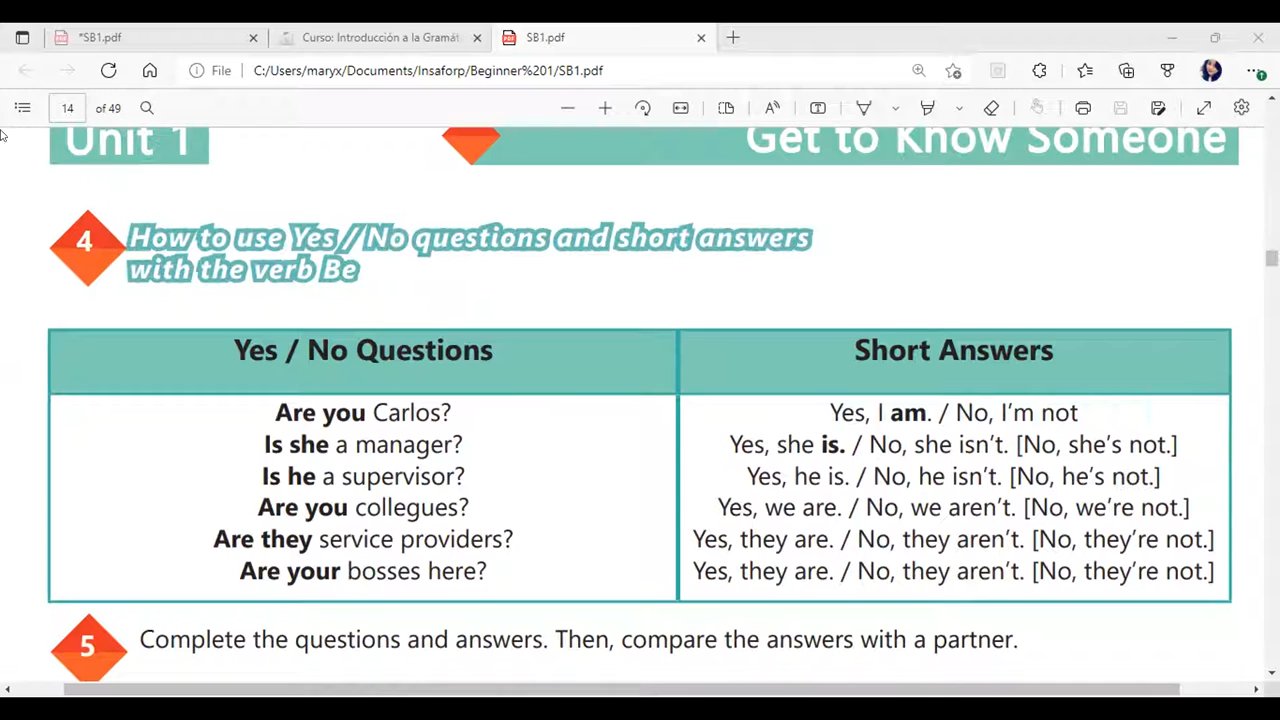 *SB1.pdf
Curso: Introducción a la Gramát
SB1.pdf
File C:/Users/maryx/Documents/Insaforp/Beginner%201/SB1.pdf
14 of 49
Unit 1
Get to Know Someone
4
How to use Yes / No questions and short answers
with the verb Be
Yes / No Questions
Short Answers
Are you Carlos?
Yes, I am. / No, I'm not
Is she a manager?
Yes, she is. / No, she isn't. [No, she's not.]
Is he a supervisor?
Yes, he is. / No, he isn't. [No, he's not.]
Are you collegues?
Yes, we are. / No, we aren't. [No, we're not.]
Are they service providers?
Yes, they are. / No, they aren't. [No, they're not.]
Are your bosses here?
Yes, they are. / No, they aren't. [No, they're not.]
5
Complete the questions and answers. Then, compare the answers with a partner.